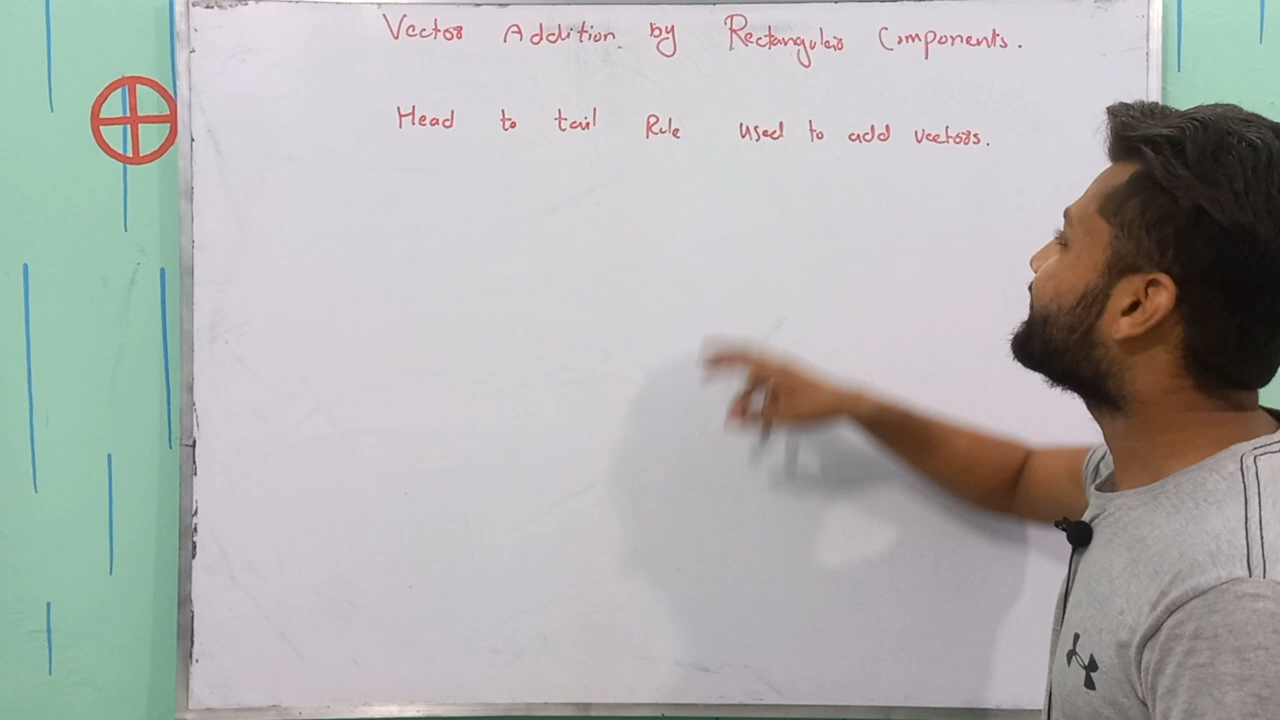 Vector Addition by Rectangular Components.
Head to tail Rule used to add vectors.